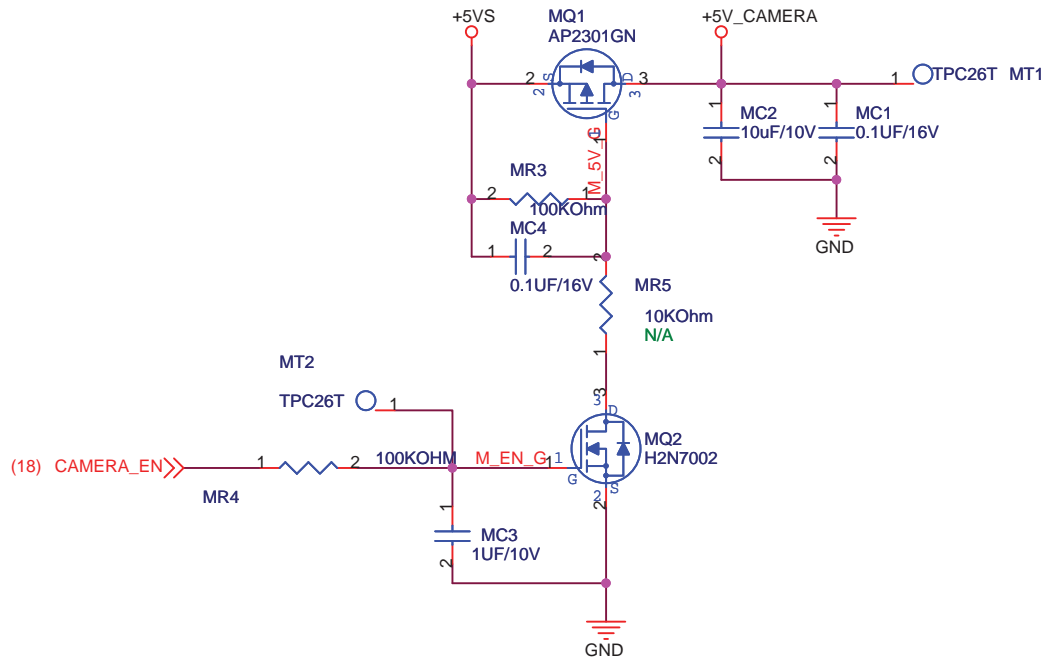 +5VS
MQ1
AP2301GN
+5V_CAMERA
2
S
2
D
3
3
G
1
M_5V_G
1
TPC26T MT1
1
MC2
10uF/10V
2
1
MC1
0.1UF/16V
2
GND
MR3
2
1
100KOhm
MC4
1
2
0.1UF/16V
2
MR5
10KOhm
N/A
1
MT2
TPC26T
1
3
3
D
(18) CAMERA_EN
1
2
100KOHM
M_EN_G
1
1
G
MQ2
H2N7002
MR4
2
S
2
1
MC3
1UF/10V
2
GND